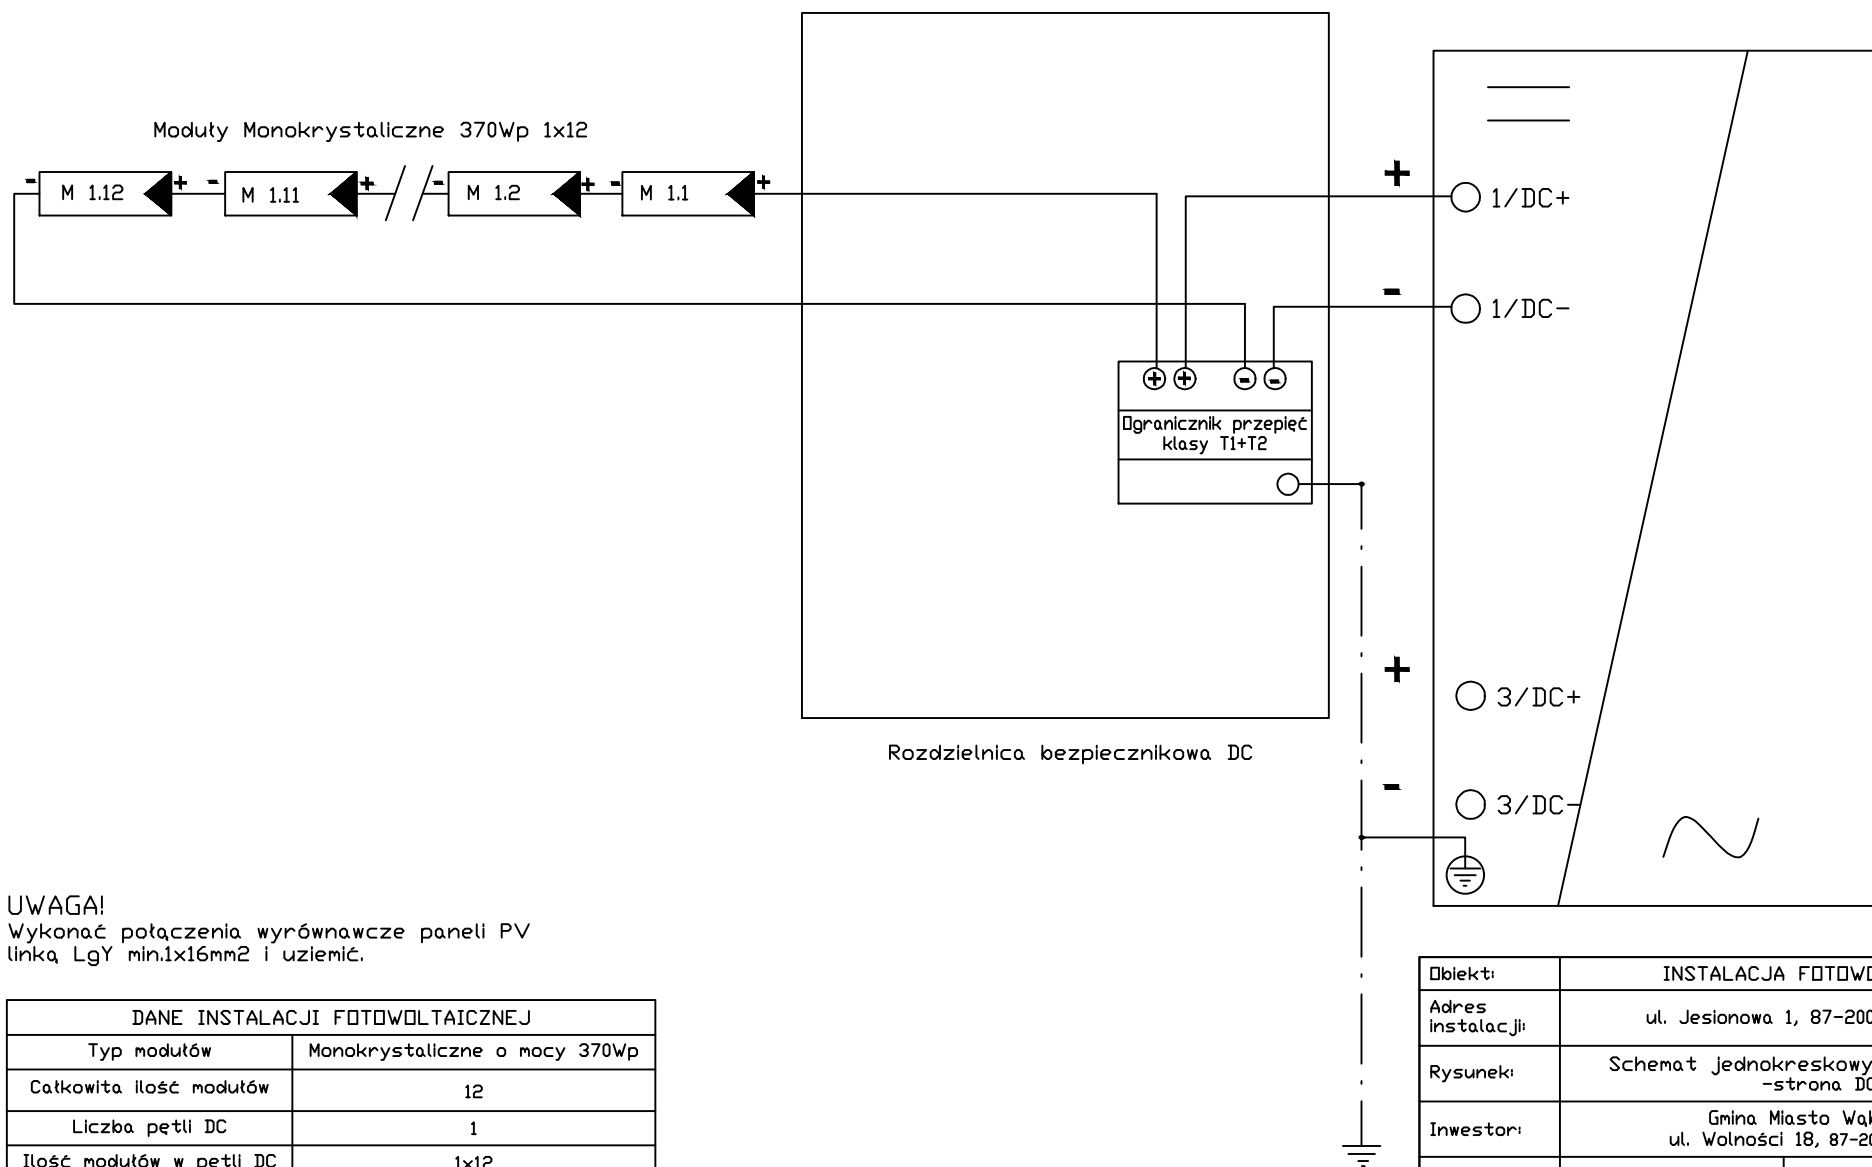 Moduły Monokrystaliczne 370Wp 1x12
- M 1.12 + - M 1.11 + - M 1.2 + - M 1.1 +
+
1/DC+
-
1/DC-
+ + - -
Ogranicznik przepięć
klasy T1+T2
+
3/DC+
-
3/DC-
Rozdzielnica bezpiecznikowa DC
UWAGA!
Wykonać połączenia wyrównawcze paneli PV
linką LgY min.1x16mm2 i uziemić.
DANE INSTALACJI FOTOWOLTAICZNEJ
Typ modułów Monokrystaliczne o mocy 370Wp
Całkowita ilość modułów 12
Liczba pętli DC 1
Ilość modułów w pętli DC 1x12
Obiekt: INSTALACJA
Adres
instalacji:
ul. Jesionowa 1, 87-200
Rysunek:
Schemat jednokreskowy
-strona DC
Inwestor:
Gmina Miasto
ul. Wolności 18,